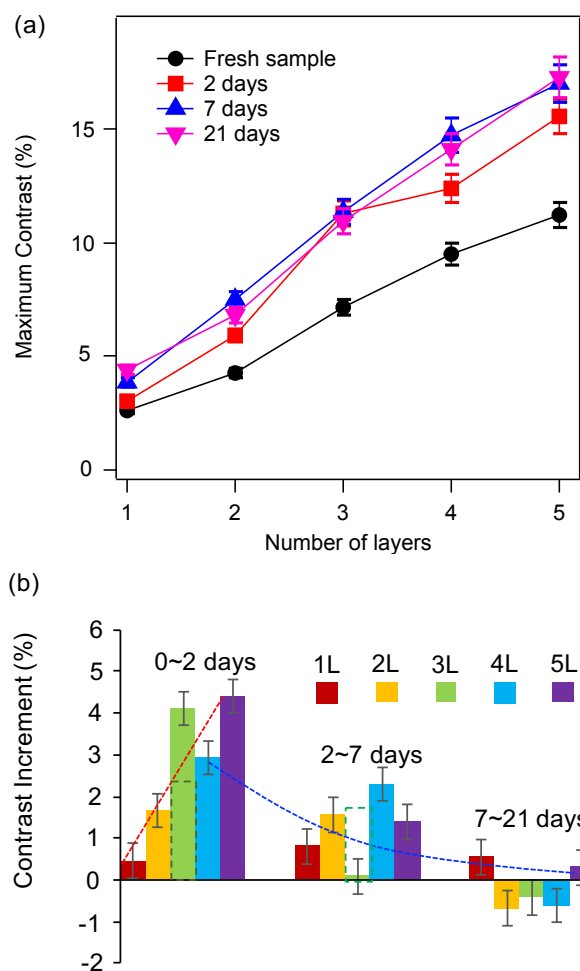 (a)
Fresh sample
2 days
7 days
21 days
15
10
5
0
Maximum Contrast (%)
1 2 3 4 5
Number of layers
(b)
6
5
4
3
2
1
0
-1
-2
Contrast Increment (%)
0~2 days
1L 2L 3L 4L 5L
2~7 days
7~21 days